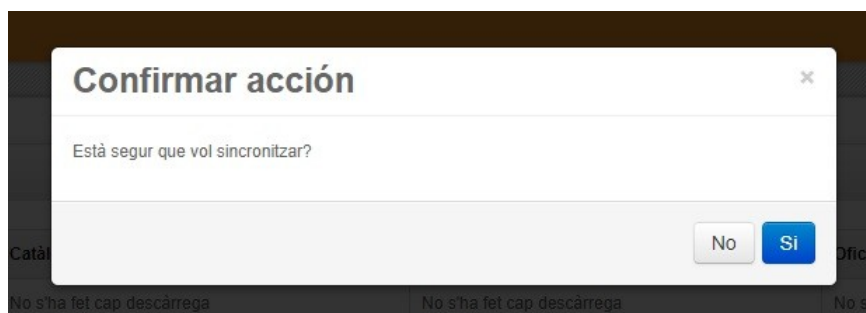 Confirmar acción
×
Està segur que vol sincronitzar?
No Si
No s'ha fet cap descàrrega No s'ha fet cap descàrrega No s